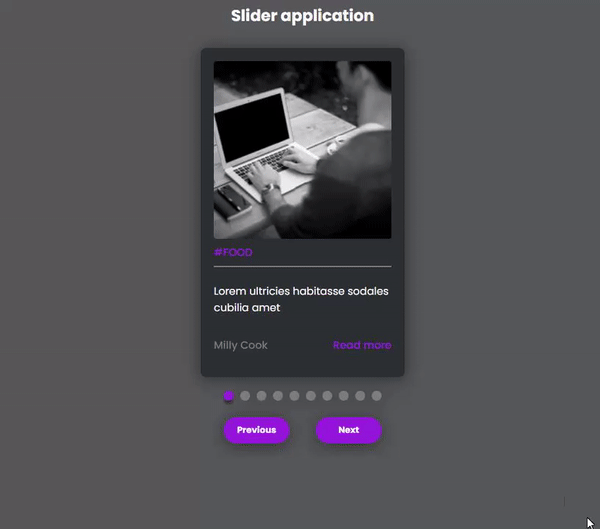 Slider application
#FOOD
Lorem ultricies habitasse sodales
cubilia amet
Milly Cook
Read more
Previous
Next